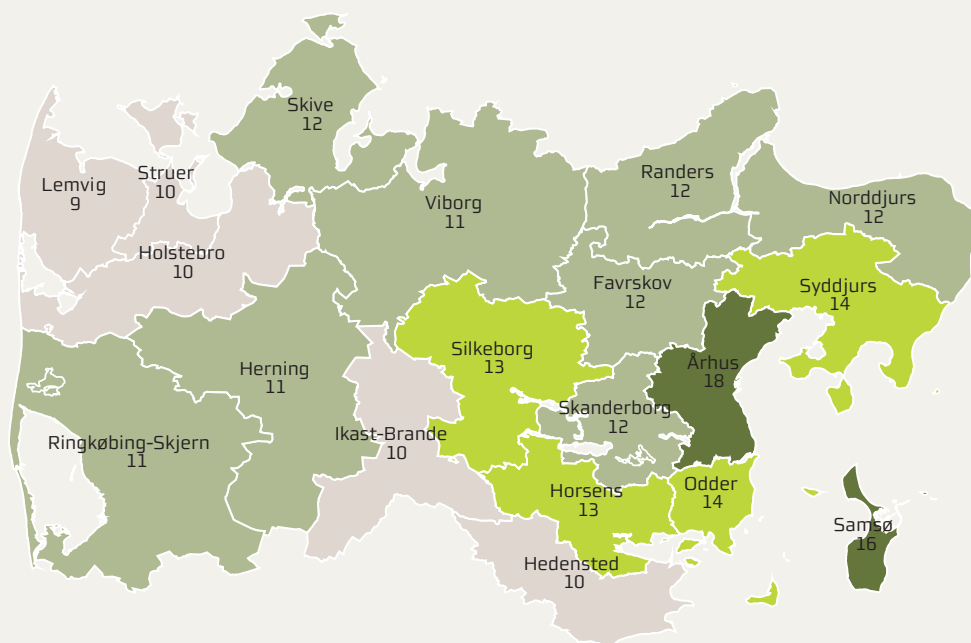 Skive
12
Struer
10
Lemvig
9
Randers
12
Viborg
11
Norddjurs
12
Holstebro
10
Favrskov
12
Syddjurs
14
Silkeborg
13
Herning
11
Århus
18
Skanderborg
12
Ringkøbing-Skjern
11
Ikast-Brande
10
Horsens
13
Odder
14
Samsø
16
Hedensted
10